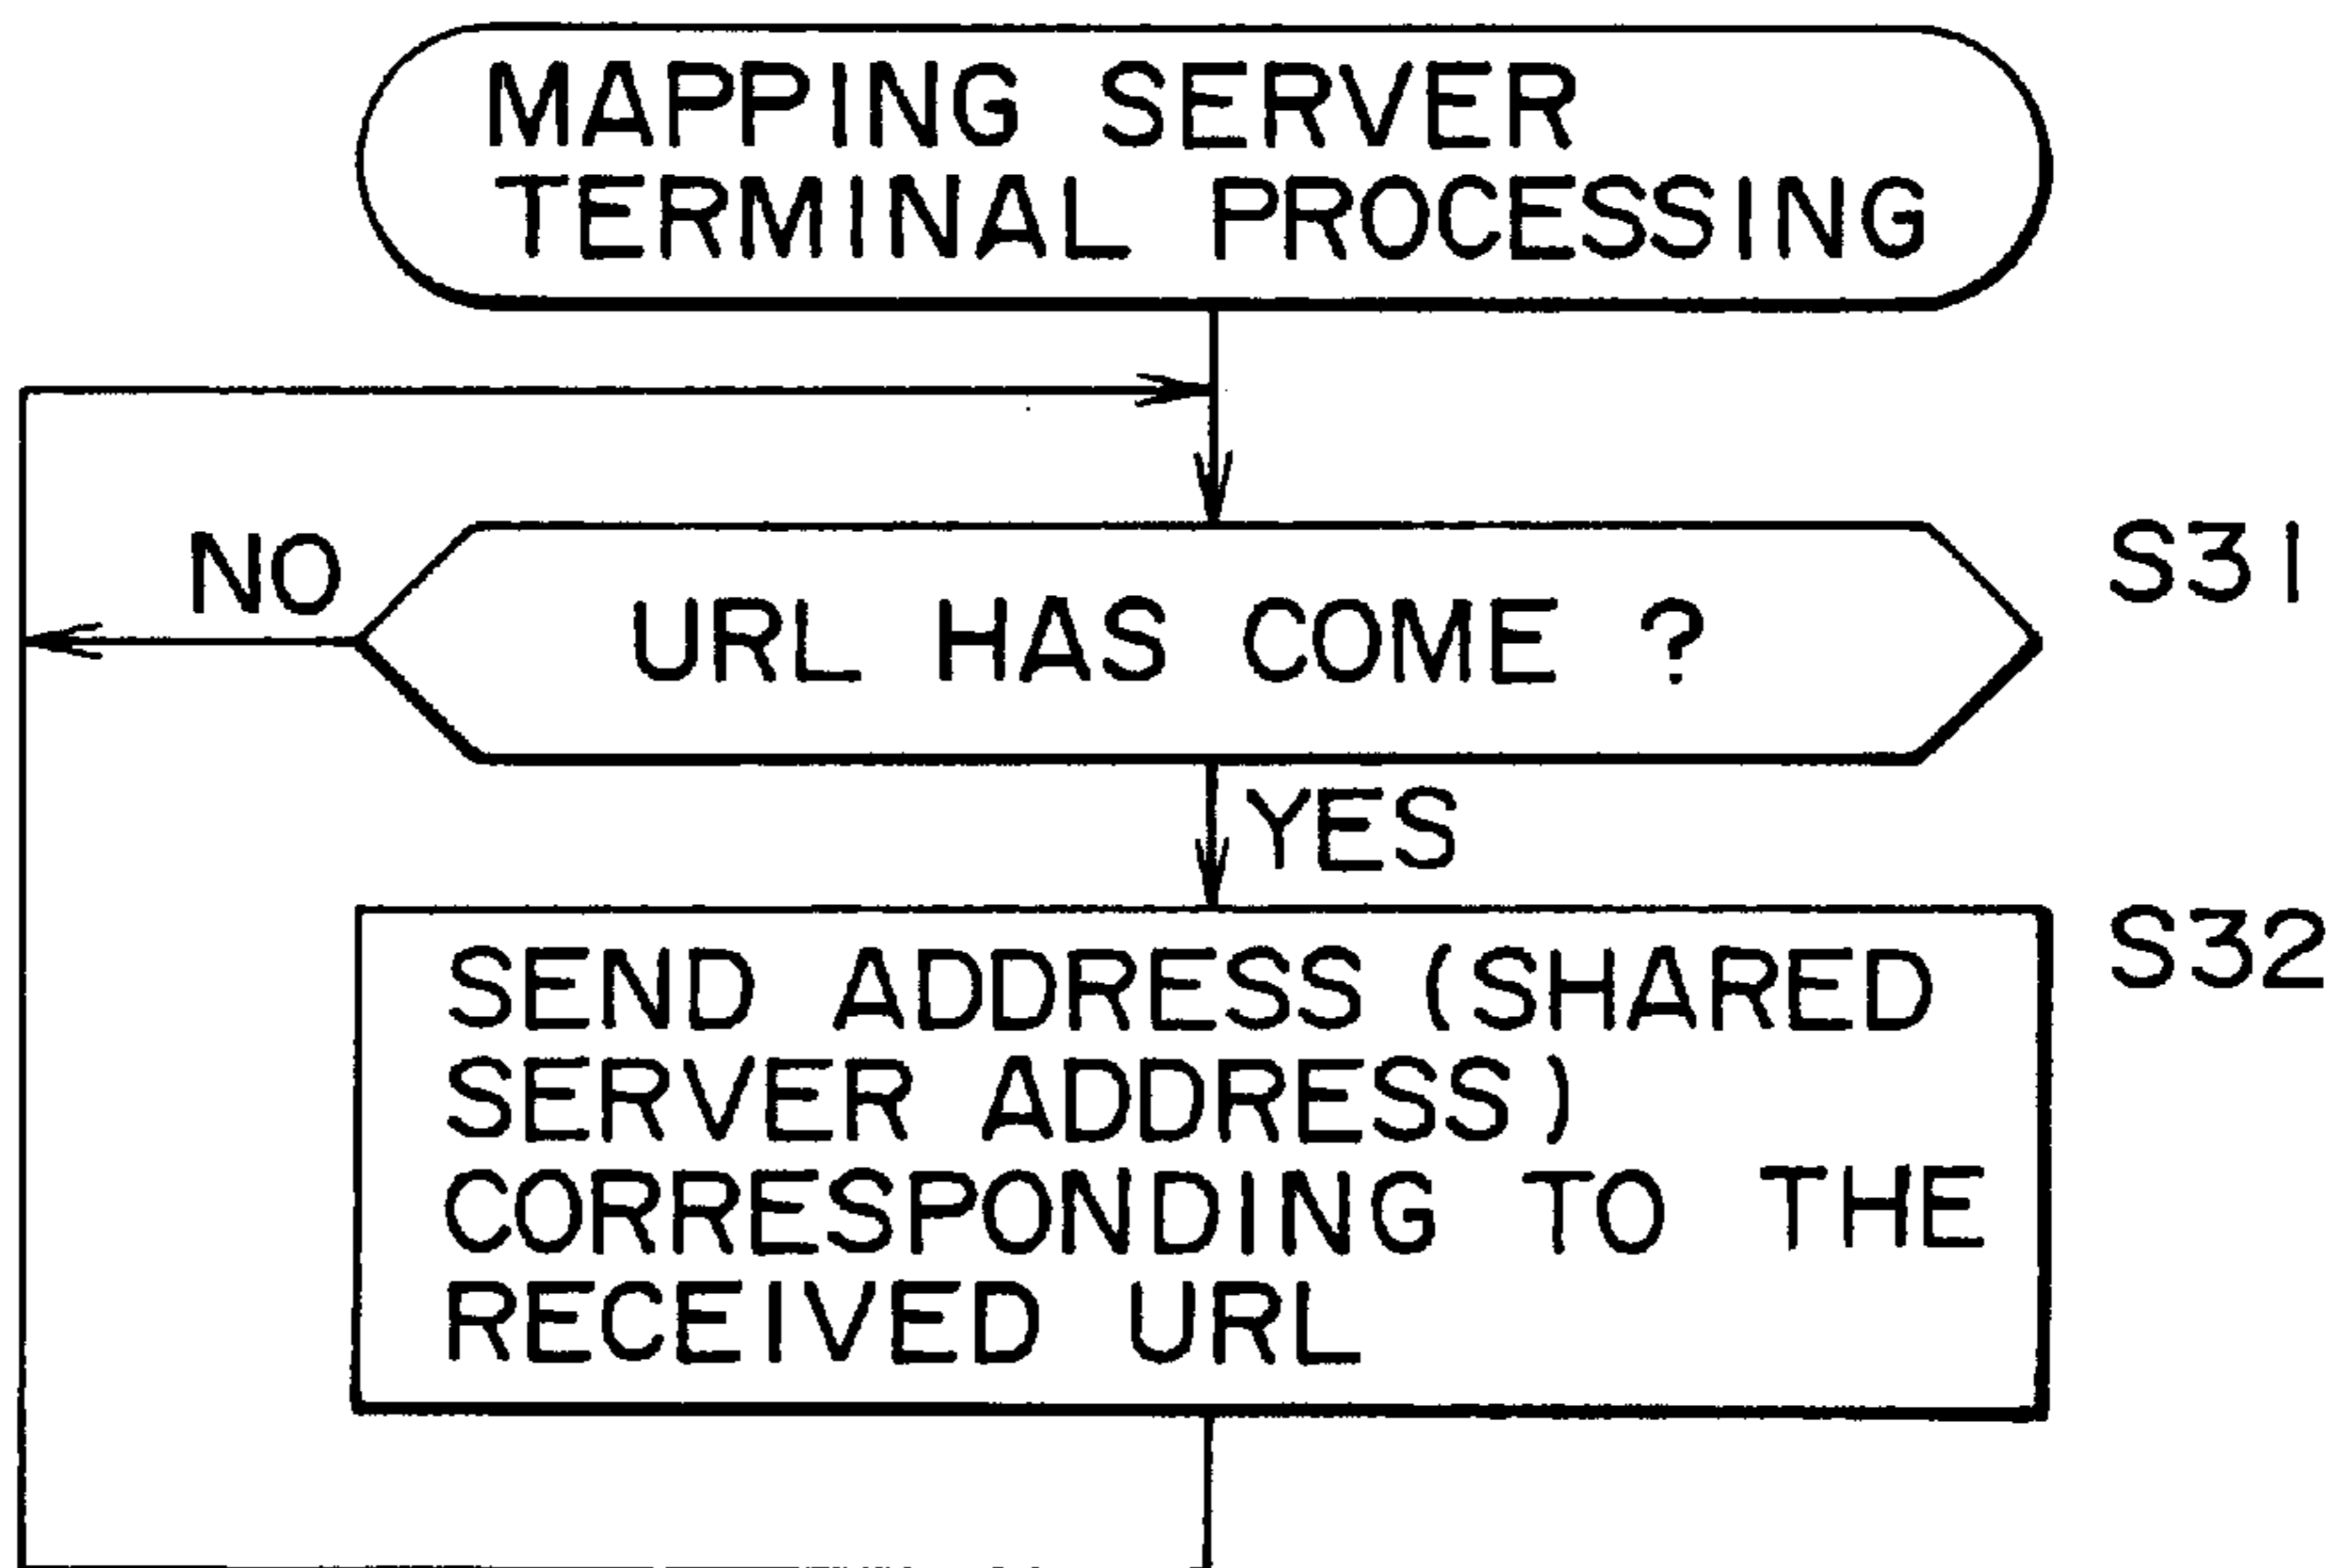 MAPPING SERVER
TERMINAL PROCESSING
NO
URL HAS COME ?
S31
YES
S32
SEND ADDRESS (SHARED
SERVER ADDRESS)
CORRESPONDING TO THE
RECEIVED URL